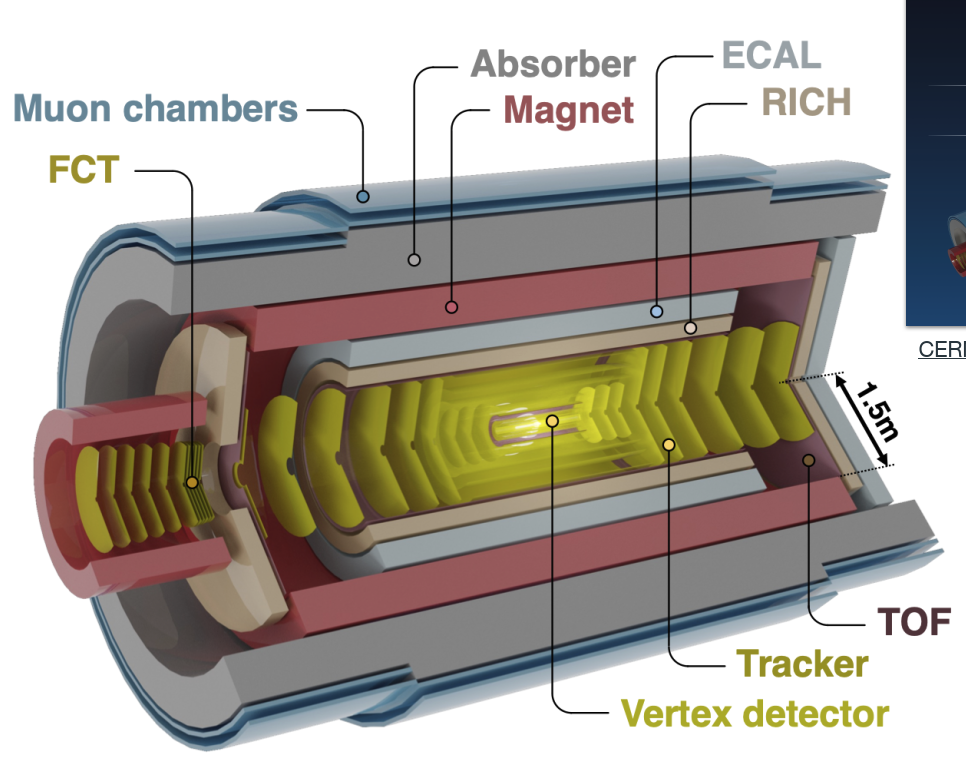 Absorber
ECAL
Muon chambers
Magnet
RICH
FCT
CERI
1.5m
TOF
Tracker
Vertex detector